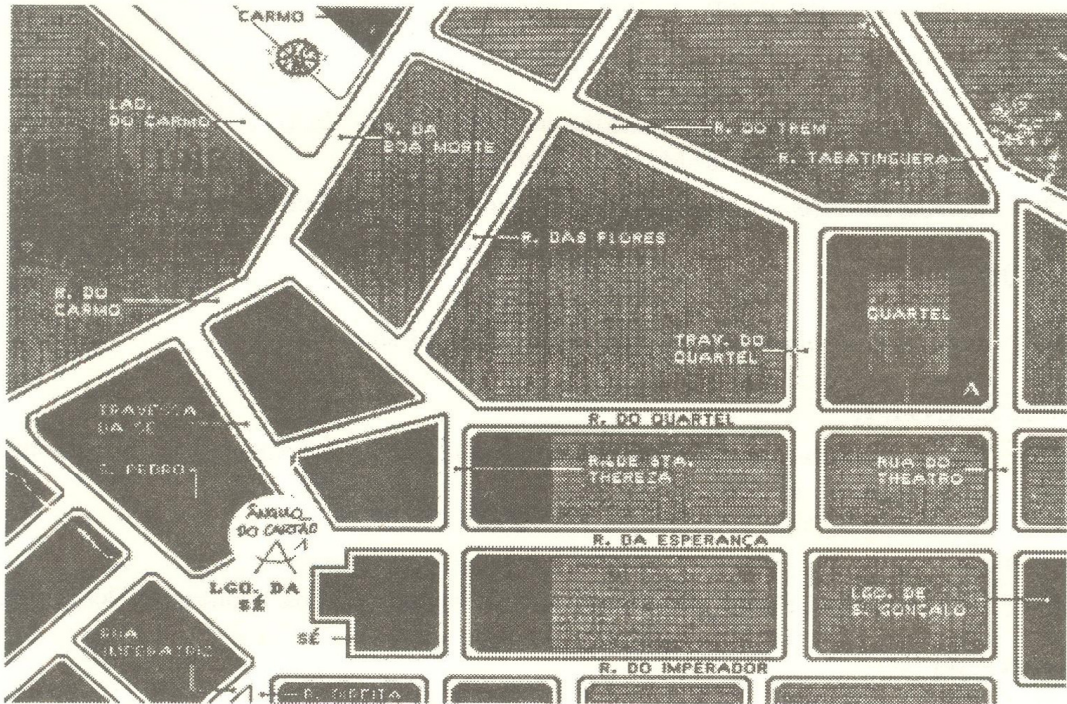 CARMO
LAD.
DO CARMO
R. DA
BOA MORTE
R. DO TREM
R. TABATINGUERA
R. DAS FLORES
R. DO
CARMO
QUARTEL
TRAV. DO
QUARTEL
A
R. DO QUARTEL
TRAVESSA
DA SÉ
S. PEDRO
R. DE STA.
THEREZA
RUA DO
THEATRO
ÂNGULO
DO CARTÃO
R. DA ESPERANÇA
LGO. DA
SÉ
LGO. DE
S. GONÇALO
SÉ
RUA
IMPERATRIZ
R. DO IMPERADOR
R. DIREITA